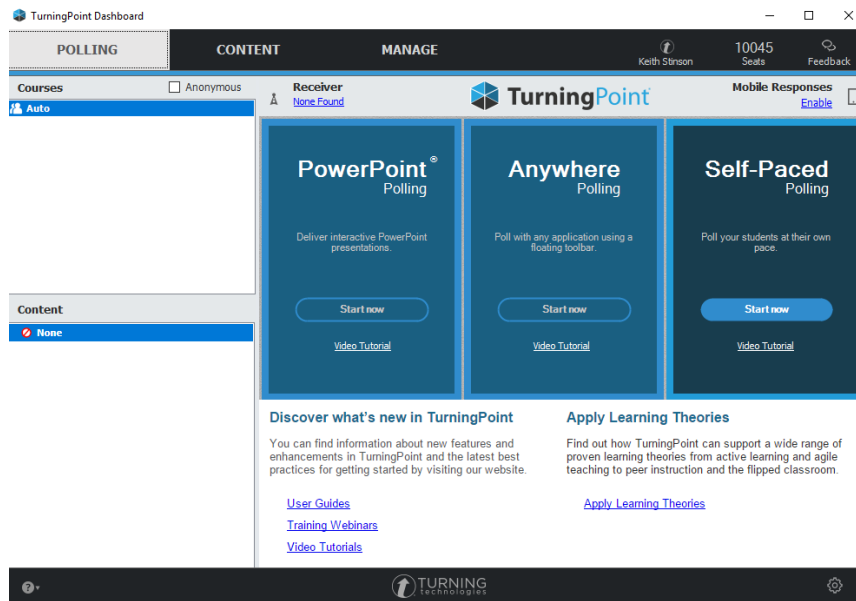 TurningPoint Dashboard
POLLING
CONTENT
MANAGE
Keith Stinson
10045
Seats
Feedback
Courses
Anonymous
Auto
Receiver
None Found
TurningPoint
Mobile Responses
Enable
PowerPoint®
Polling
Deliver interactive PowerPoint
presentations.
Start now
Video Tutorial
Anywhere
Polling
Poll with any application using a
floating toolbar.
Start now
Video Tutorial
Self-Paced
Polling
Poll your students at their own
pace.
Start now
Video Tutorial
Content
None
Discover what's new in TurningPoint
You can find information about new features and
enhancements in TurningPoint and the latest best
practices for getting started by visiting our website.
User Guides
Training Webinars
Video Tutorials
Apply Learning Theories
Find out how TurningPoint can support a wide range of
proven learning theories from active learning and agile
teaching to peer instruction and the flipped classroom.
Apply Learning Theories
TURNING
technologies